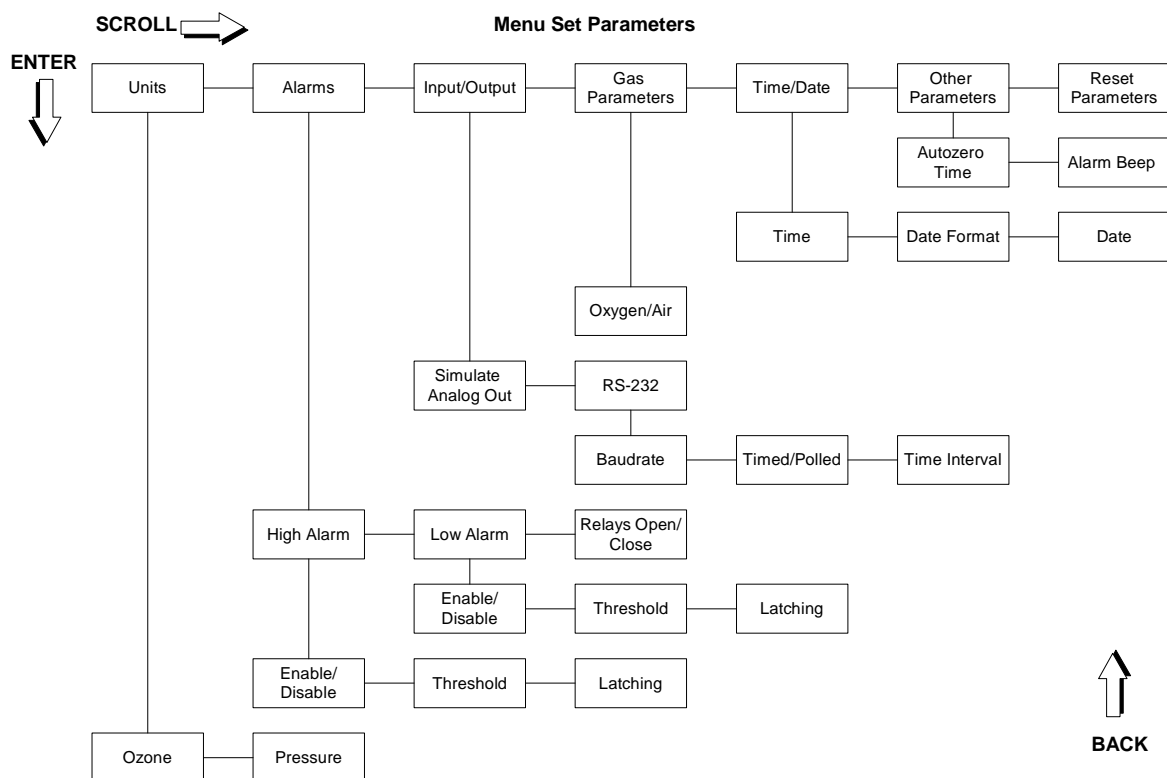 SCROLL
Menu Set Parameters
ENTER
Units
Alarms
Input/Output
Gas
Parameters
Time/Date
Other
Parameters
Reset
Parameters
Autozero
Time
Alarm Beep
Time
Date Format
Date
Oxygen/Air
Simulate
Analog Out
RS-232
Baudrate
Timed/Polled
Time Interval
High Alarm
Low Alarm
Relays Open/
Close
Enable/
Disable
Threshold
Latching
Enable/
Disable
Threshold
Latching
Ozone
Pressure
BACK